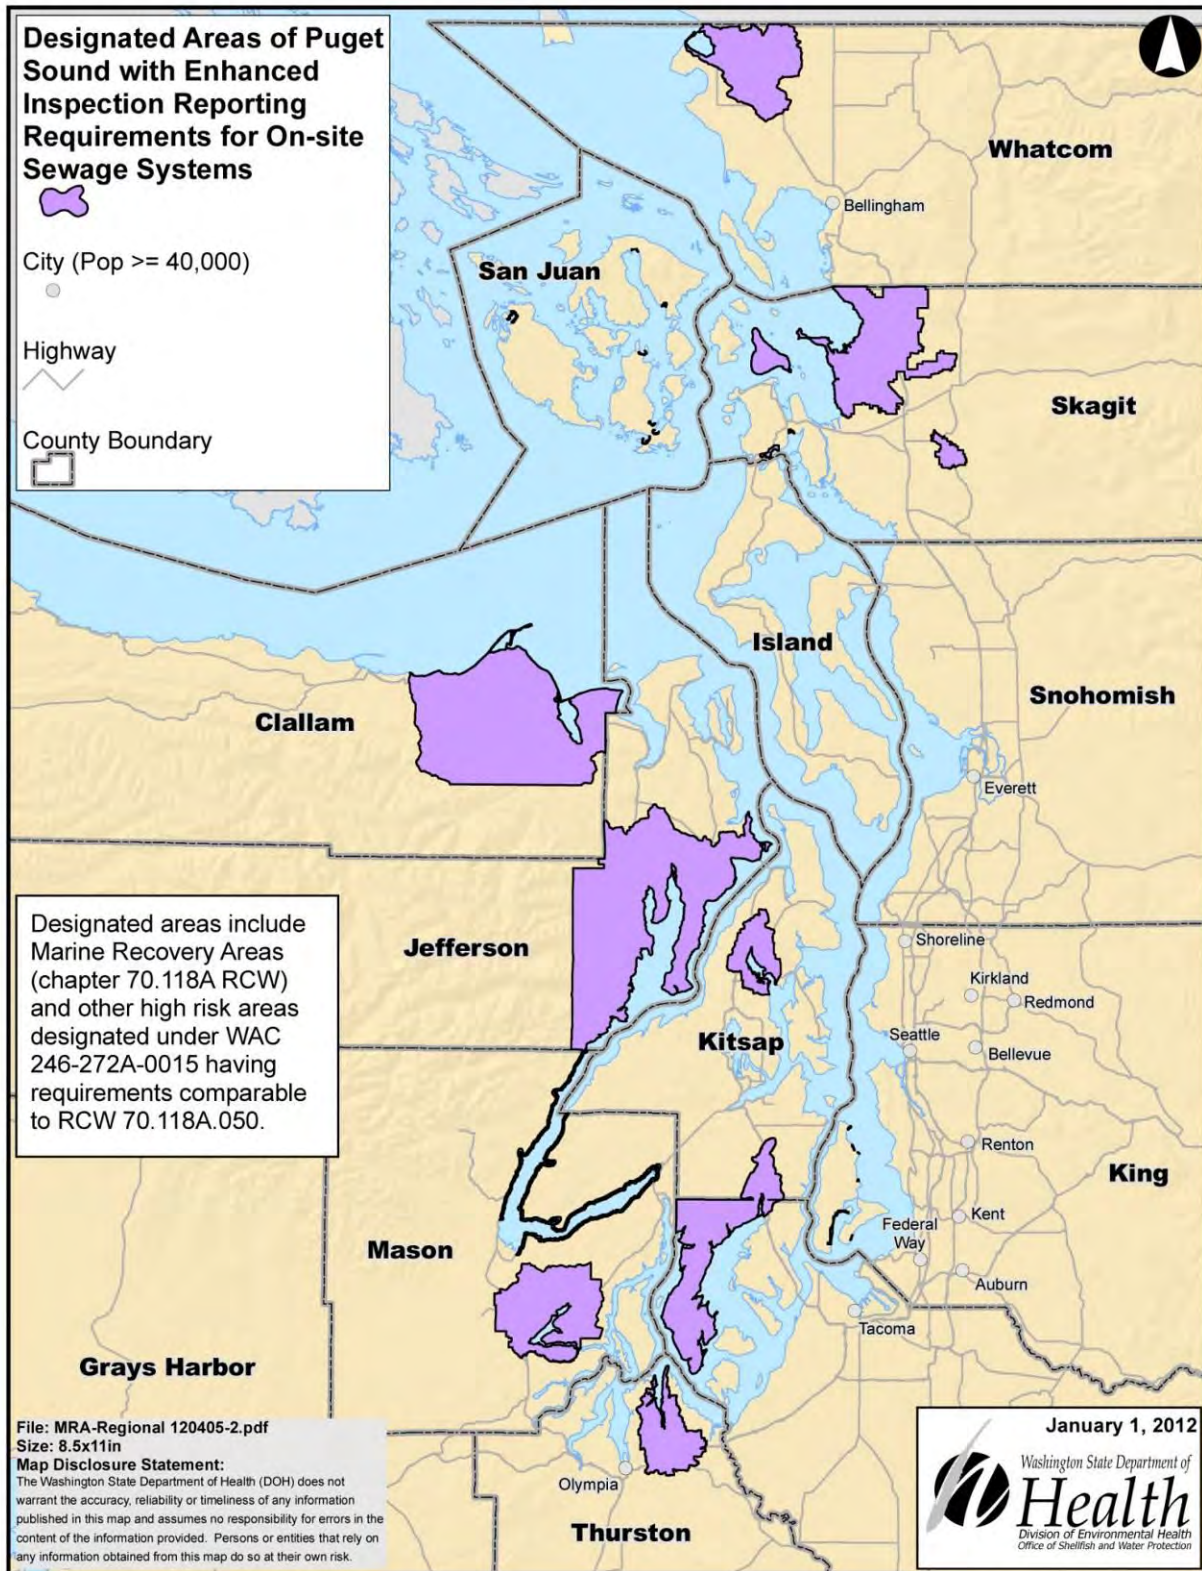 Designated Areas of Puget
Sound with Enhanced
Inspection Reporting
Requirements for On-site
Sewage Systems
City (Pop >= 40,000)
Highway
County Boundary
Whatcom
Bellingham
San Juan
Skagit
Island
Snohomish
Clallam
Everett
Designated areas include
Marine Recovery Areas
(chapter 70.118A RCW)
and other high risk areas
designated under WAC
246-272A-0015 having
requirements comparable
to RCW 70.118A.050.
Jefferson
Shoreline
Kirkland
Redmond
Kitsap
Seattle
Bellevue
Renton
King
Mason
Federal
Way
Kent
Auburn
Tacoma
Grays Harbor
Olympia
Thurston
File: MRA-Regional 120405-2.pdf
Size: 8.5x11in
Map Disclosure Statement:
The Washington State Department of Health (DOH) does not
warrant the accuracy, reliability or timeliness of any information
published in this map and assumes no responsibility for errors in the
content of the information provided.  Persons or entities that rely on
any information obtained from this map do so at their own risk.
January 1, 2012
Washington State Department of
Health
Division of Environmental Health
Office of Shellfish and Water Protection